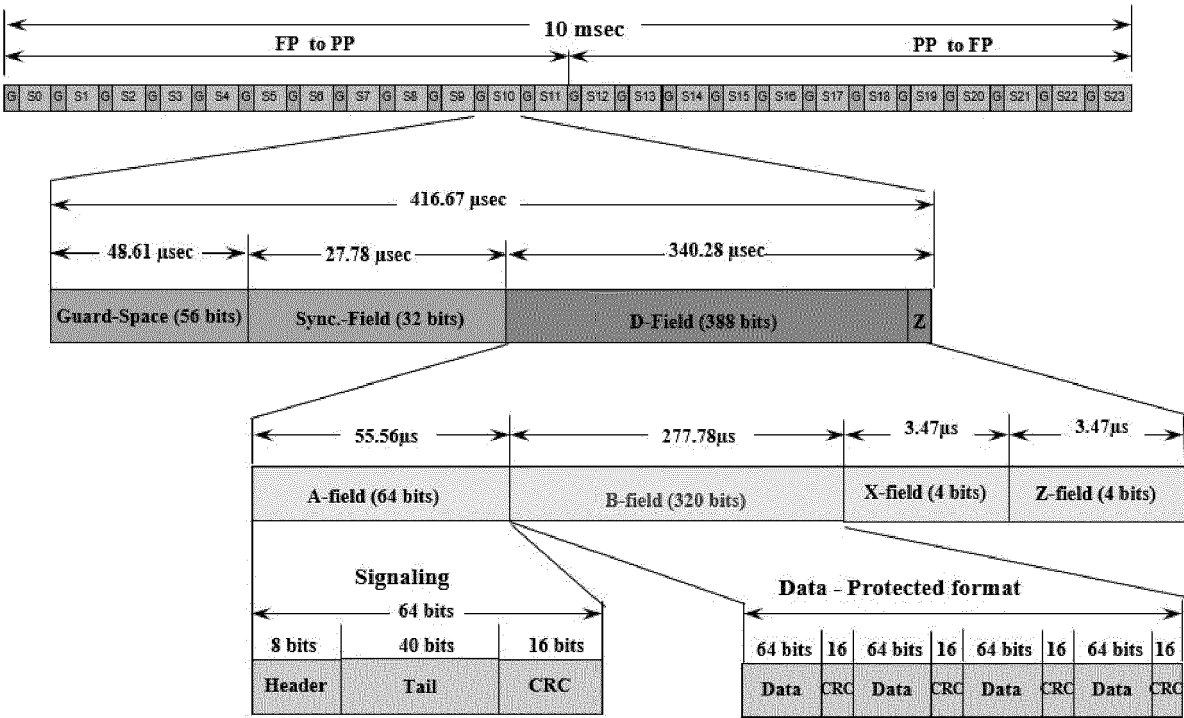 10 msec
FP to PP PP to FP
G S0 G S1 G S2 G S3 G S4 G S5 G S6 G S7 G S8 G S9 G S10 G S11 G S12 G S13 G S14 G S15 G S16 G S17 G S18 G S19 G S20 G S21 G S22 G S23
416.67 µsec
48.61 µsec 27.78 µsec 340.28 µsec
Guard-Space (56 bits) Sync.-Field (32 bits) D-Field (388 bits) Z
55.56µs 277.78µs 3.47µs 3.47µs
A-field (64 bits) B-field (320 bits) X-field (4 bits) Z-field (4 bits)
Signaling Data - Protected format
64 bits
8 bits 40 bits 16 bits 64 bits 16 64 bits 16 64 bits 16 64 bits 16
Header Tail CRC Data CRC Data CRC Data CRC Data CRC